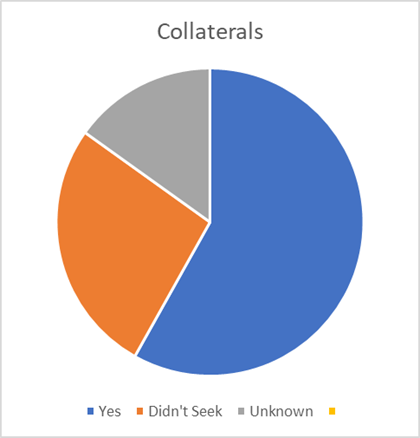 Collaterals
Yes Didn't Seek Unknown